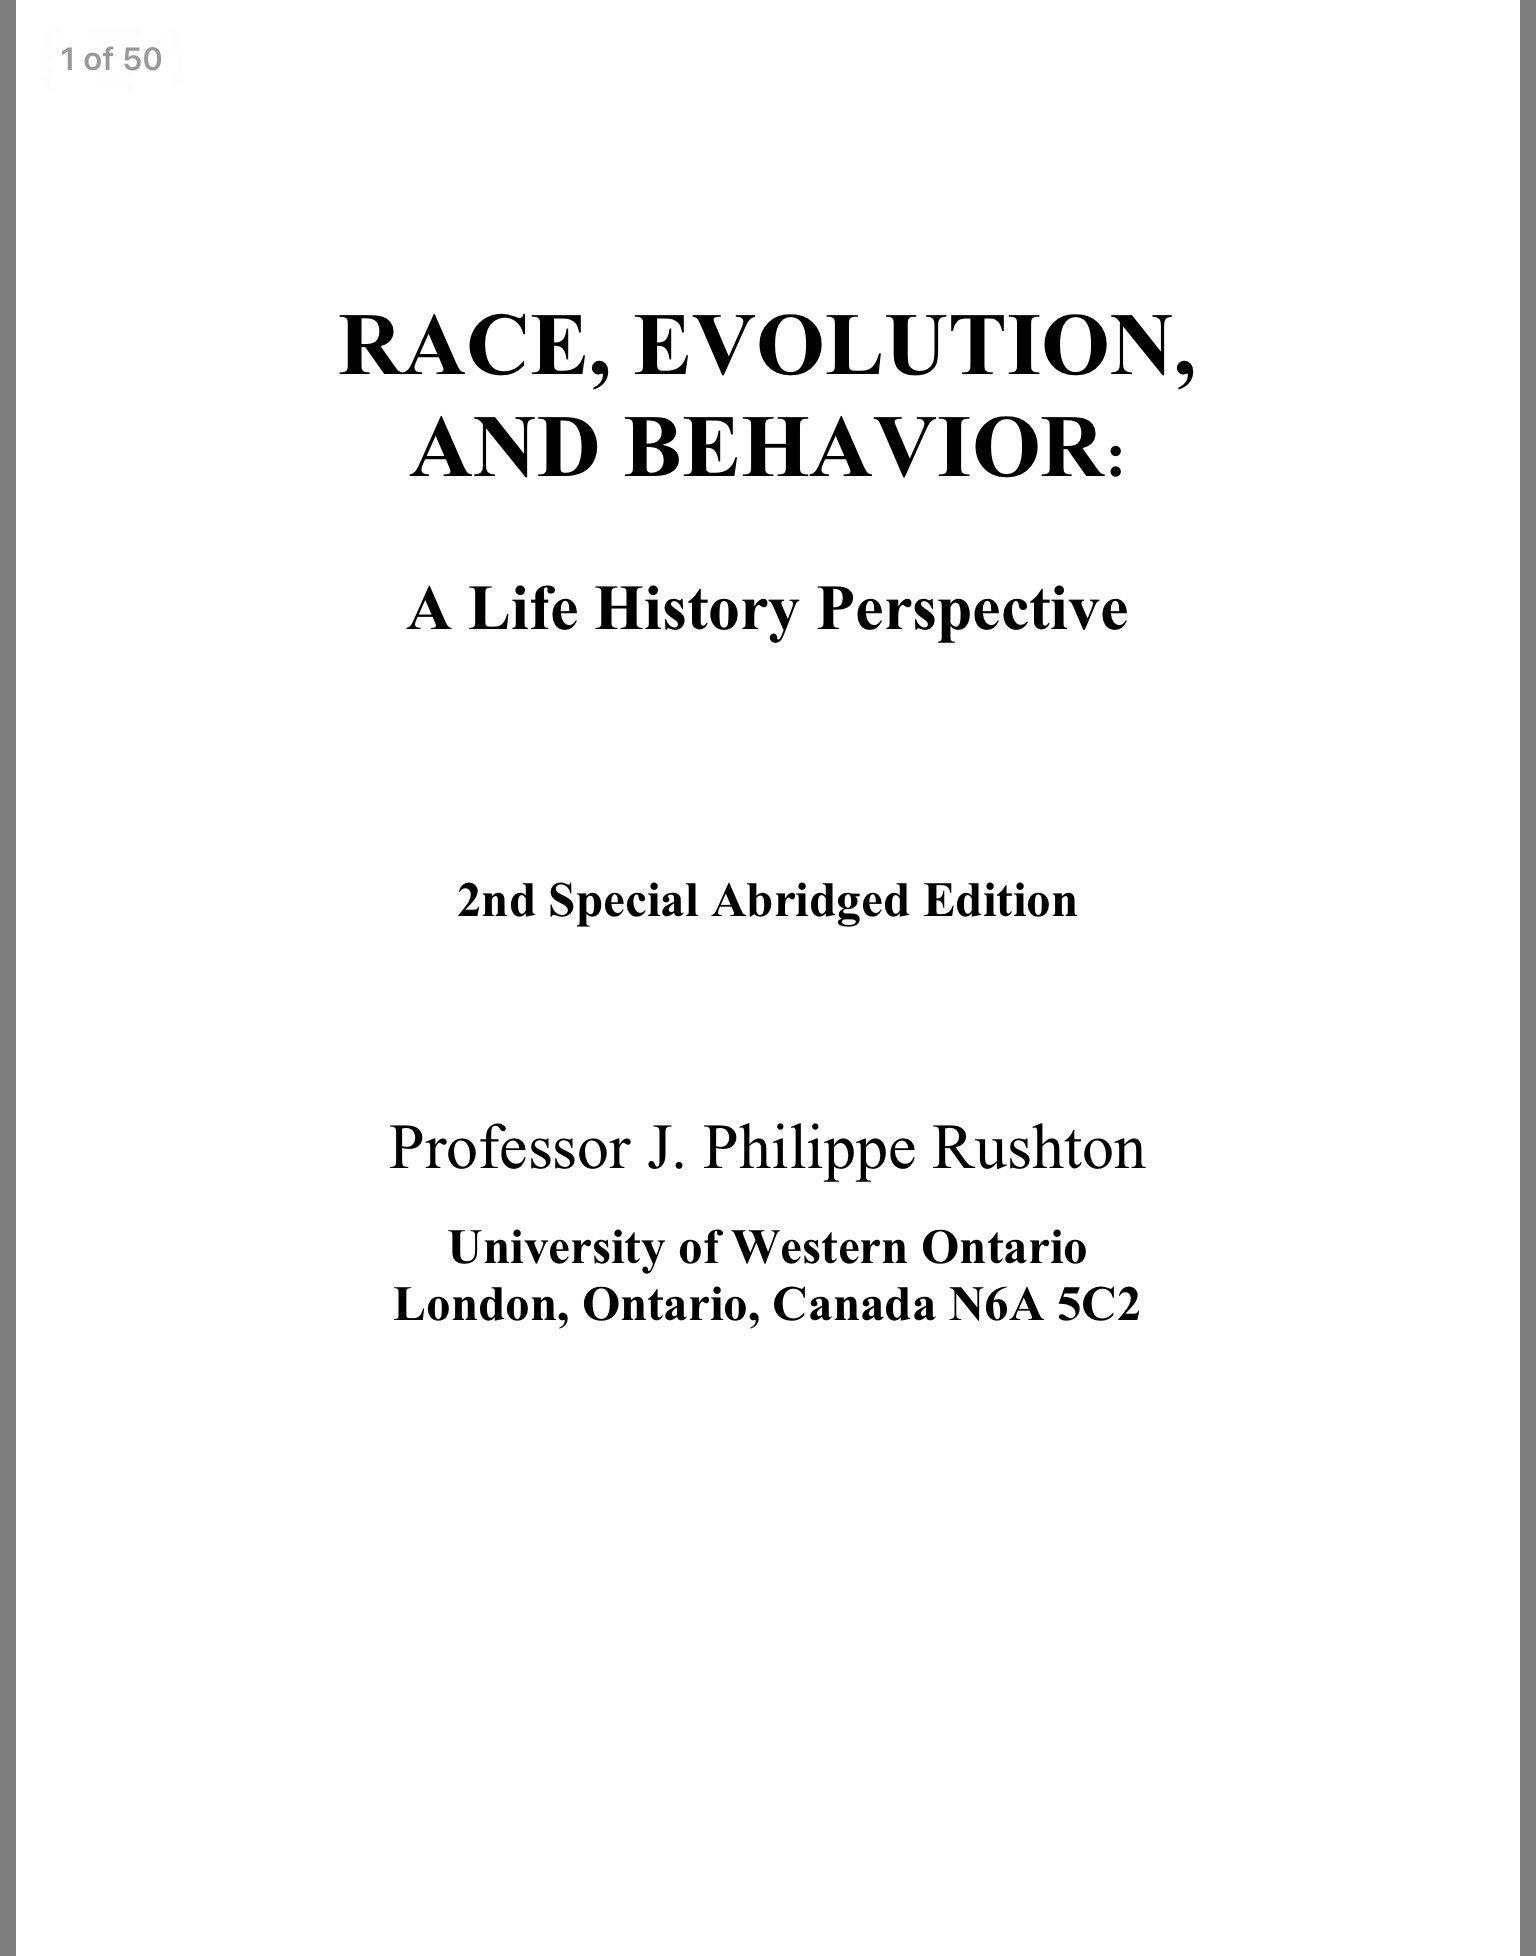 1 of 50
RACE, EVOLUTION,
AND BEHAVIOR:
A Life History Perspective
2nd Special Abridged Edition
Professor J. Philippe Rushton
University of Western Ontario
London, Ontario, Canada N6A 5C2